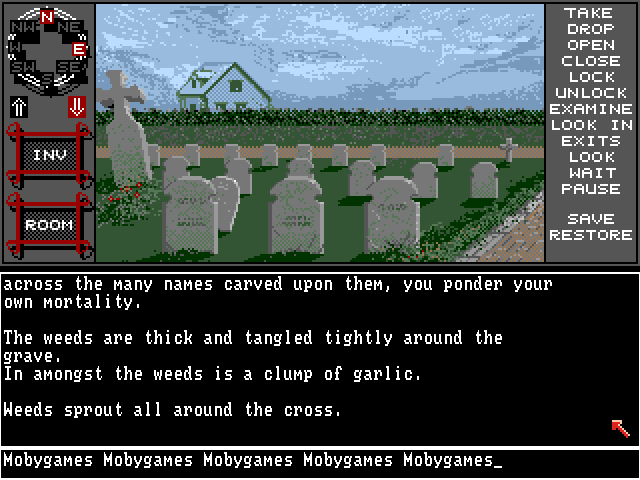 N
NW NE
W E
SW SE
S
INV
ROOM
TAKE
DROP
OPEN
CLOSE
LOCK
UNLOCK
EXAMINE
LOOK IN
EXITS
LOOK
WAIT
PAUSE
SAVE
RESTORE
across the many names carved upon them, you ponder your
own mortality.
The weeds are thick and tangled tightly around the
grave.
In amongst the weeds is a clump of garlic.
Weeds sprout all around the cross.
Mobygames Mobygames Mobygames Mobygames Mobygames_